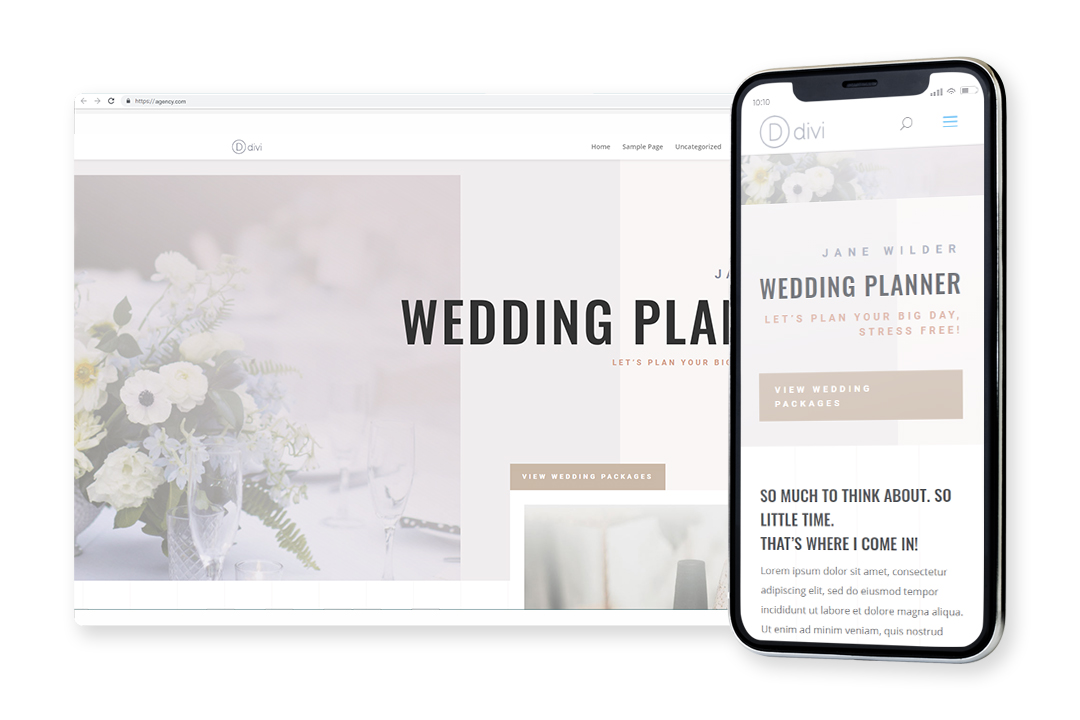 https://agency.com
D divi
Home Sample Page Uncategorized
WEDDING
LET'S PLAN YOUR
VIEW WEDDING PACKAGES
10:10
D divi
JANE WILDER
WEDDING PLANNER
LET'S PLAN YOUR BIG DAY,
STRESS FREE!
VIEW WEDDING
PACKAGES
SO MUCH TO THINK ABOUT. SO
LITTLE TIME.
THAT'S WHERE I COME IN!
Lorem ipsum dolor sit amet, consectetur
adipiscing elit, sed do eiusmod tempor
incididunt ut labore et dolore magna aliqua.
Ut enim ad minim veniam, quis nostrud